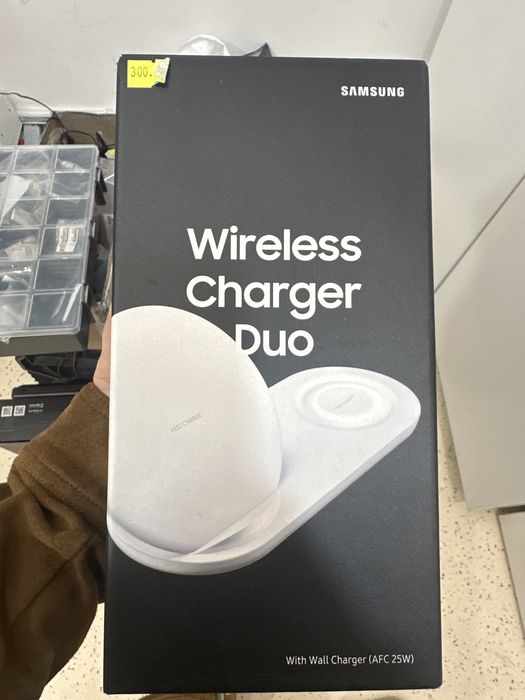 300.
SAMSUNG
Wireless
Charger
Duo
FAST CHARGE
With Wall Charger (AFC 25W)